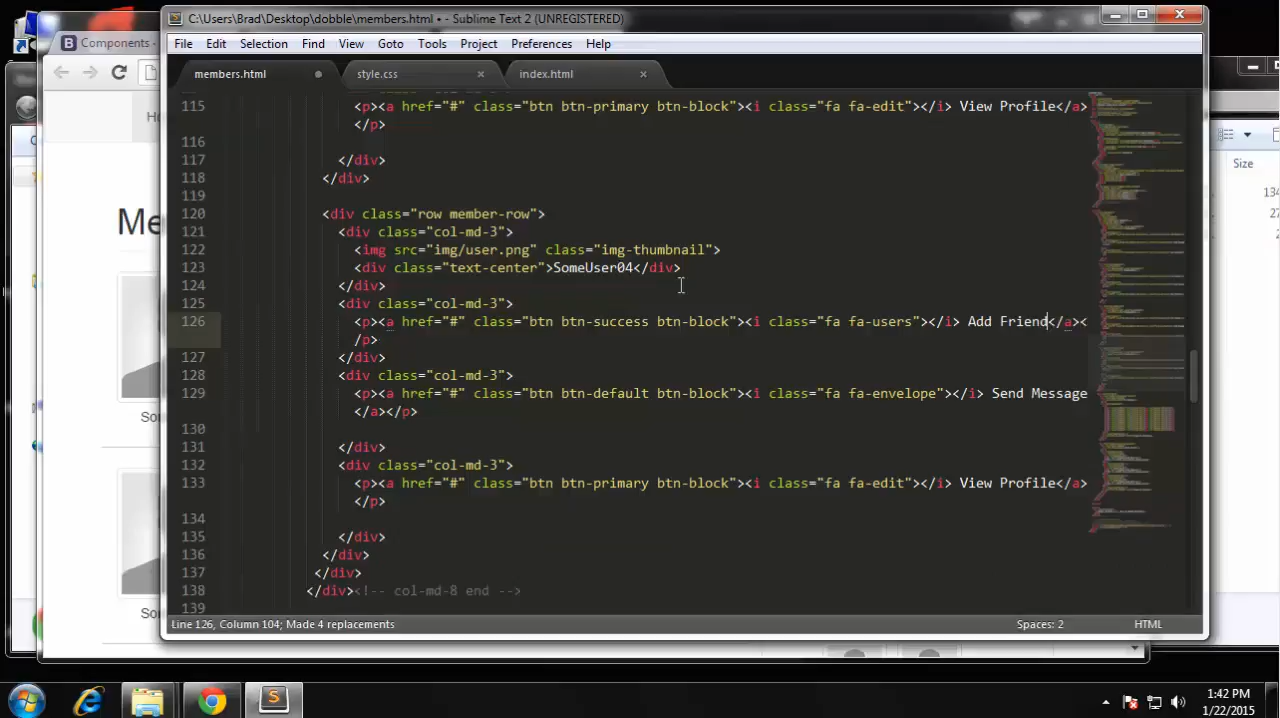 C:\Users\Brad\Desktop\dobble\members.html • - Sublime Text 2 (UNREGISTERED)
B Components -
File Edit Selection Find View Goto Tools Project Preferences Help
members.html style.css index.html
115 <p><a href="#" class="btn btn-primary btn-block"><i class="fa fa-edit"></i> View Profile</a>
</p>
116
117 </div>
118 </div>
119
120 <div class="row member-row">
121 <div class="col-md-3">
122 <img src="img/user.png" class="img-thumbnail">
123 <div class="text-center">SomeUser04</div>
124 </div>
125 <div class="col-md-3">
126 <p><a href="#" class="btn btn-success btn-block"><i class="fa fa-users"></i> Add Friend</a><
/p>
127 </div>
128 <div class="col-md-3">
129 <p><a href="#" class="btn btn-default btn-block"><i class="fa fa-envelope"></i> Send Message
</a></p>
130
131 </div>
132 <div class="col-md-3">
133 <p><a href="#" class="btn btn-primary btn-block"><i class="fa fa-edit"></i> View Profile</a>
</p>
134
135 </div>
136 </div>
137 </div>
138 </div><!-- col-md-8 end -->
139
Line 126, Column 104; Made 4 replacements Spaces: 2 HTML
Ho
Me
So
So
Size
134
27
1:42 PM
1/22/2015